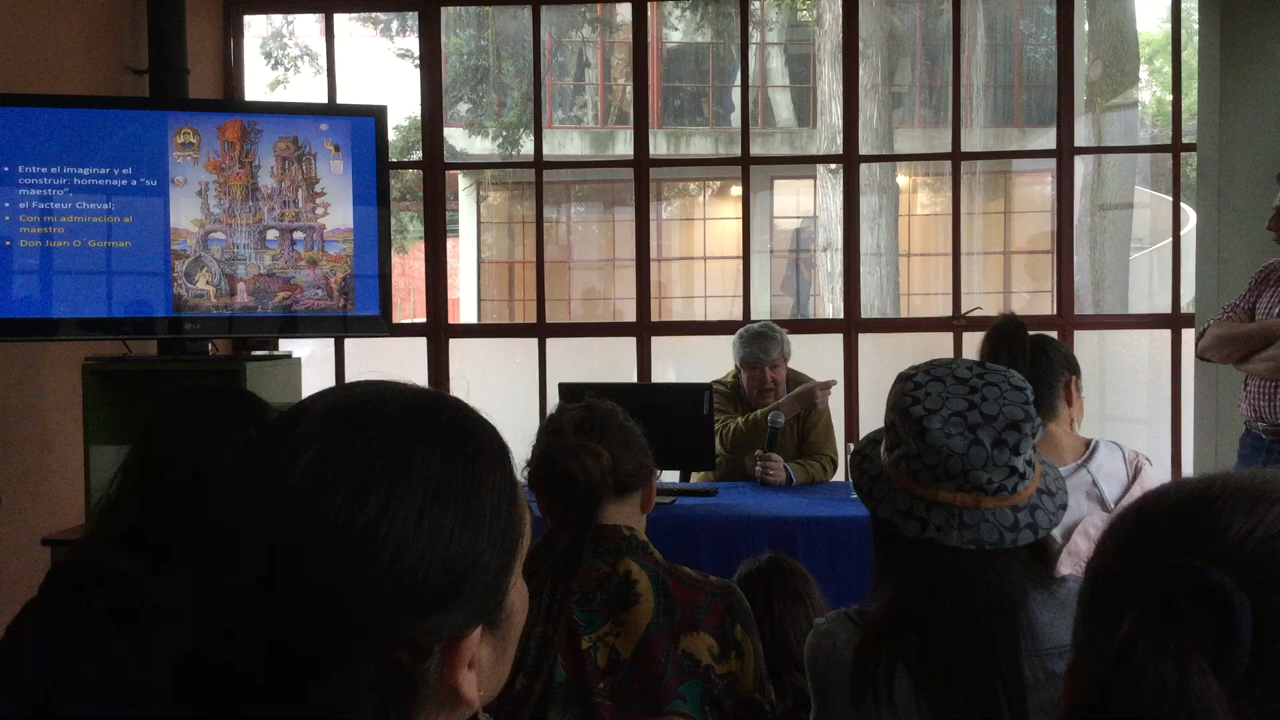 Entre el imaginar y el
construir: homenaje a "su
maestro".
el Facteur Cheval;
Con mi admiración al
maestro
Don Juan O´Gorman
LG